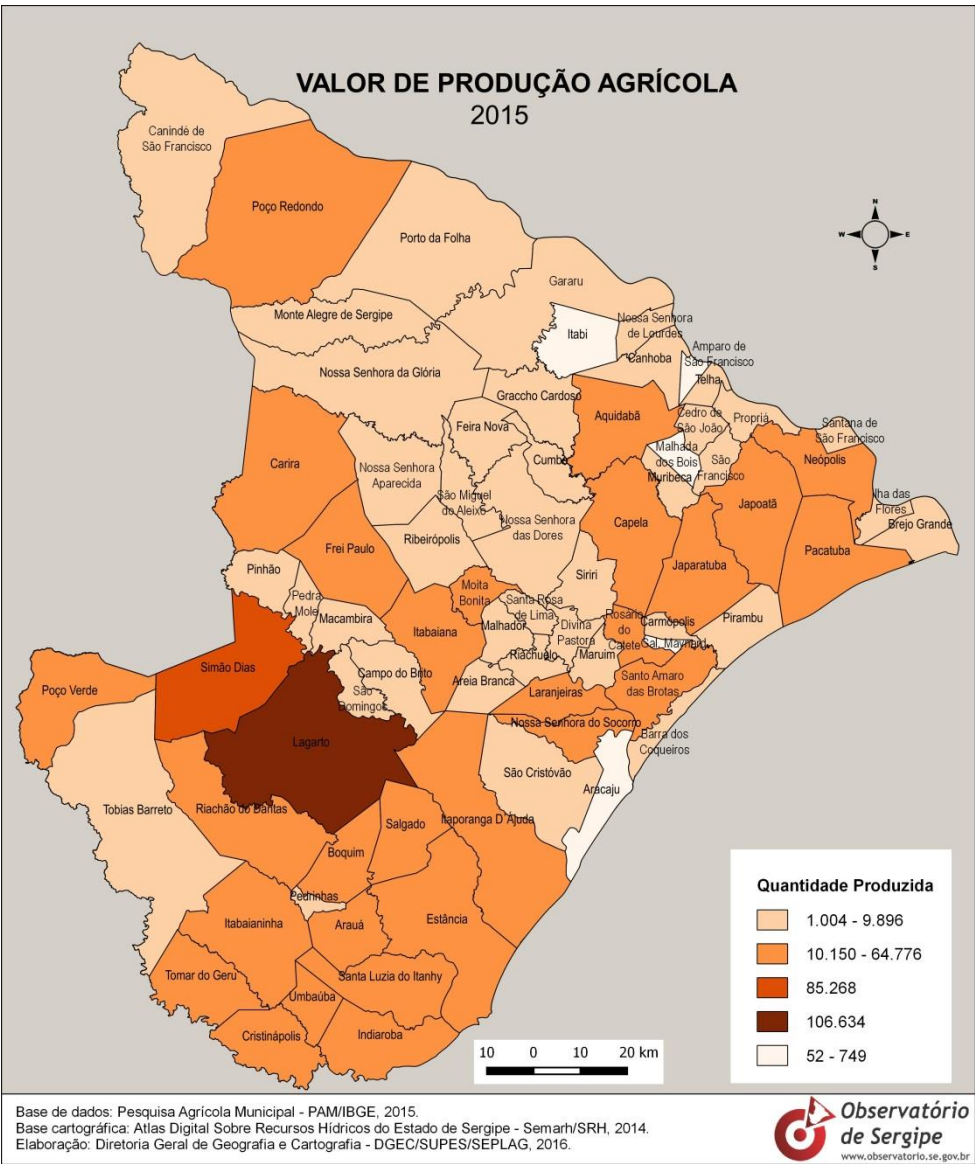 VALOR DE PRODUÇÃO AGRÍCOLA
2015
Canindé de
São Francisco
Poço Redondo
N
W
E
S
Porto da Folha
Gararu
Monte Alegre de Sergipe
Nossa Senhora
de Lourdes
Itabi
Amparo de
São Francisco
Canhoba
Nossa Senhora da Glória
Telha
Graccho Cardoso
Aquidabã
Cedro de
São João
Propriá
Santana de
São Francisco
Feira Nova
Malhada
dos Bois
Neópolis
Carira
Nossa Senhora
Aparecida
Cumbe
São
Francisco
Muribeca
São Miguel
do Aleixo
Ilha das
Flores
Japoatã
Nossa Senhora
das Dores
Capela
Brejo Grande
Ribeirópolis
Frei Paulo
Pacatuba
Japaratuba
Pinhão
Siriri
Moita
Bonita
Pedra
Mole
Santa Rosa
de Lima
Macambira
Rosário
do
Catete
Carmópolis
Pirambu
Malhador
Divina
Pastora
Itabaiana
Gal. Maynard
Riachuelo
Maruim
Simão Dias
Campo do Brito
Areia Branca
Santo Amaro
das Brotas
Poço Verde
São
Domingos
Laranjeiras
Nossa Senhora do Socorro
Lagarto
Barra dos
Coqueiros
São Cristóvão
Aracaju
Tobias Barreto
Riachão do Dantas
Itaporanga D´Ajuda
Salgado
Boquim
Pedrinhas
Itabaianinha
Arauá
Estância
Tomar do Geru
Santa Luzia do Itanhy
Umbaúba
Cristinápolis
Indiaroba
Quantidade Produzida
1.004 - 9.896
10.150 - 64.776
85.268
106.634
52 - 749
10 0 10 20 km
Base de dados: Pesquisa Agrícola Municipal - PAM/IBGE, 2015.
Base cartográfica: Atlas Digital Sobre Recursos Hídricos do Estado de Sergipe - Semarh/SRH, 2014.
Elaboração: Diretoria Geral de Geografia e Cartografia - DGEC/SUPES/SEPLAG, 2016.
Observatório
de Sergipe
www.observatorio.se.gov.br